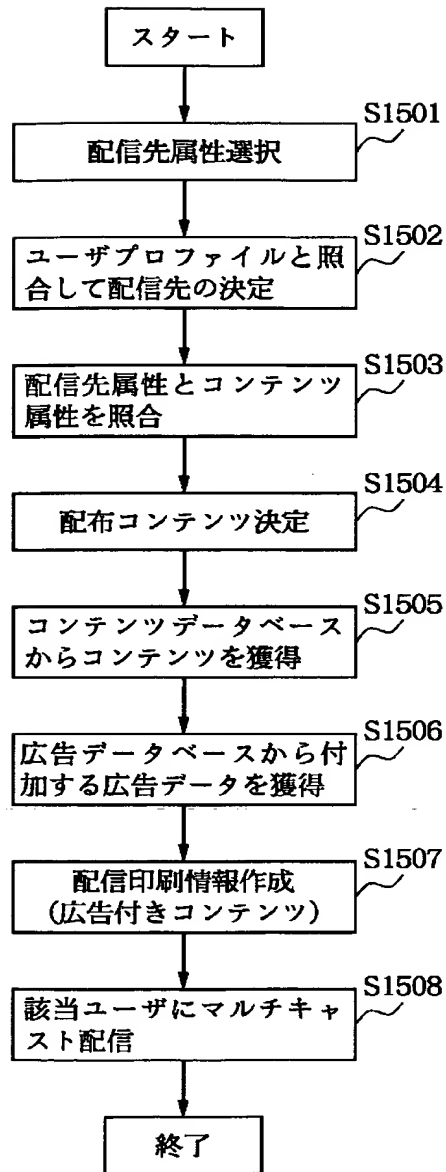 スタート
S1501
配信先属性選択
S1502
ユーザプロファイルと照
合して配信先の決定
S1503
配信先属性とコンテンツ
属性を照合
S1504
配布コンテンツ決定
S1505
コンテンツデータベース
からコンテンツを獲得
S1506
広告データベースから付
加する広告データを獲得
S1507
配信印刷情報作成
(広告付きコンテンツ)
S1508
該当ユーザにマルチキャ
スト配信
終了